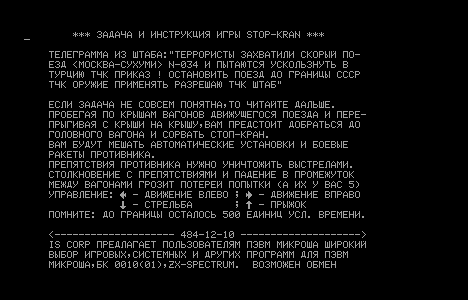 *** ЗАДАЧА И ИНСТРУКЦИЯ ИГРЫ STOP-KRAN ***
ТЕЛЕГРАММА ИЗ ШТАБА:"ТЕРРОРИСТЫ ЗАХВАТИЛИ СКОРЫЙ ПО-
ЕЗД <МОСКВА-СУХУМИ> N-034 И ПЫТАЮТСЯ УСКОЛЬЗНУТЬ В
ТУРЦИЮ ТЧК ПРИКАЗ ! ОСТАНОВИТЬ ПОЕЗД ДО ГРАНИЦЫ СССР
ТЧК ОРУЖИЕ ПРИМЕНЯТЬ РАЗРЕШАЮ ТЧК ШТАБ"
ЕСЛИ ЗАДАЧА НЕ СОВСЕМ ПОНЯТНА,ТО ЧИТАЙТЕ ДАЛЬШЕ.
ПРОБЕГАЯ ПО КРЫШАМ ВАГОНОВ ДВИЖУЩЕГОСЯ ПОЕЗДА И ПЕРЕ-
ПРЫГИВАЯ С КРЫШИ НА КРЫШУ,ВАМ ПРЕДСТОИТ ДОБРАТЬСЯ ДО
ГОЛОВНОГО ВАГОНА И СОРВАТЬ СТОП-КРАН.
ВАМ БУДУТ МЕШАТЬ АВТОМАТИЧЕСКИЕ УСТАНОВКИ И БОЕВЫЕ
РАКЕТЫ ПРОТИВНИКА.
ПРЕПЯТСТВИЯ ПРОТИВНИКА НУЖНО УНИЧТОЖИТЬ ВЫСТРЕЛАМИ.
СТОЛКНОВЕНИЕ С ПРЕПЯТСТВИЯМИ И ПАДЕНИЕ В ПРОМЕЖУТОК
МЕЖДУ ВАГОНАМИ ГРОЗИТ ПОТЕРЕЙ ПОПЫТКИ (А ИХ У ВАС 5)
УПРАВЛЕНИЕ: ← - ДВИЖЕНИЕ ВЛЕВО ; → - ДВИЖЕНИЕ ВПРАВО
↓ - СТРЕЛЬБА ; ↑ - ПРЫЖОК
ПОМНИТЕ: ДО ГРАНИЦЫ ОСТАЛОСЬ 500 ЕДИНИЦ УСЛ. ВРЕМЕНИ.
<-------------------- 484-12-10 -------------------->
IS CORP ПРЕДЛАГАЕТ ПОЛЬЗОВАТЕЛЯМ ПЭВМ МИКРОША ШИРОКИЙ
ВЫБОР ИГРОВЫХ,СИСТЕМНЫХ И ДРУГИХ ПРОГРАММ ДЛЯ ПЭВМ
МИКРОША,БК 0010(01),ZX-SPECTRUM. ВОЗМОЖЕН ОБМЕН